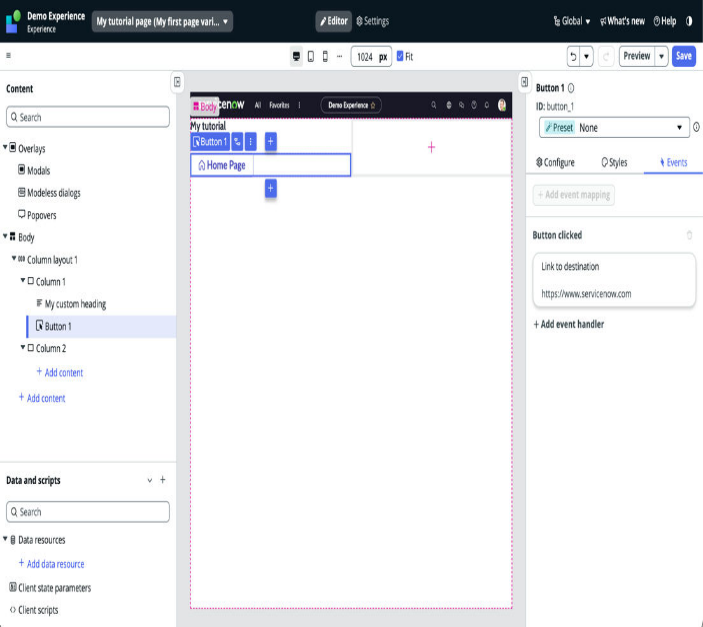 Demo Experience
Experience
My tutorial page (My first page vari...
Editor
Settings
Global
What's new
Help
1024 px
Fit
Preview
Save
Content
Search
Overlays
Modals
Modeless dialogs
Popovers
Body
Column layout 1
Column 1
My custom heading
Button 1
Column 2
+ Add content
+ Add content
Data and scripts
Search
Data resources
+ Add data resource
Client state parameters
Client scripts
Body
cenow
All
Favorites
Demo Experience
My tutorial
Button 1
Home Page
Button 1
ID: button_1
Preset None
Configure
Styles
Events
+ Add event mapping
Button clicked
Link to destination
https://www.servicenow.com
+ Add event handler